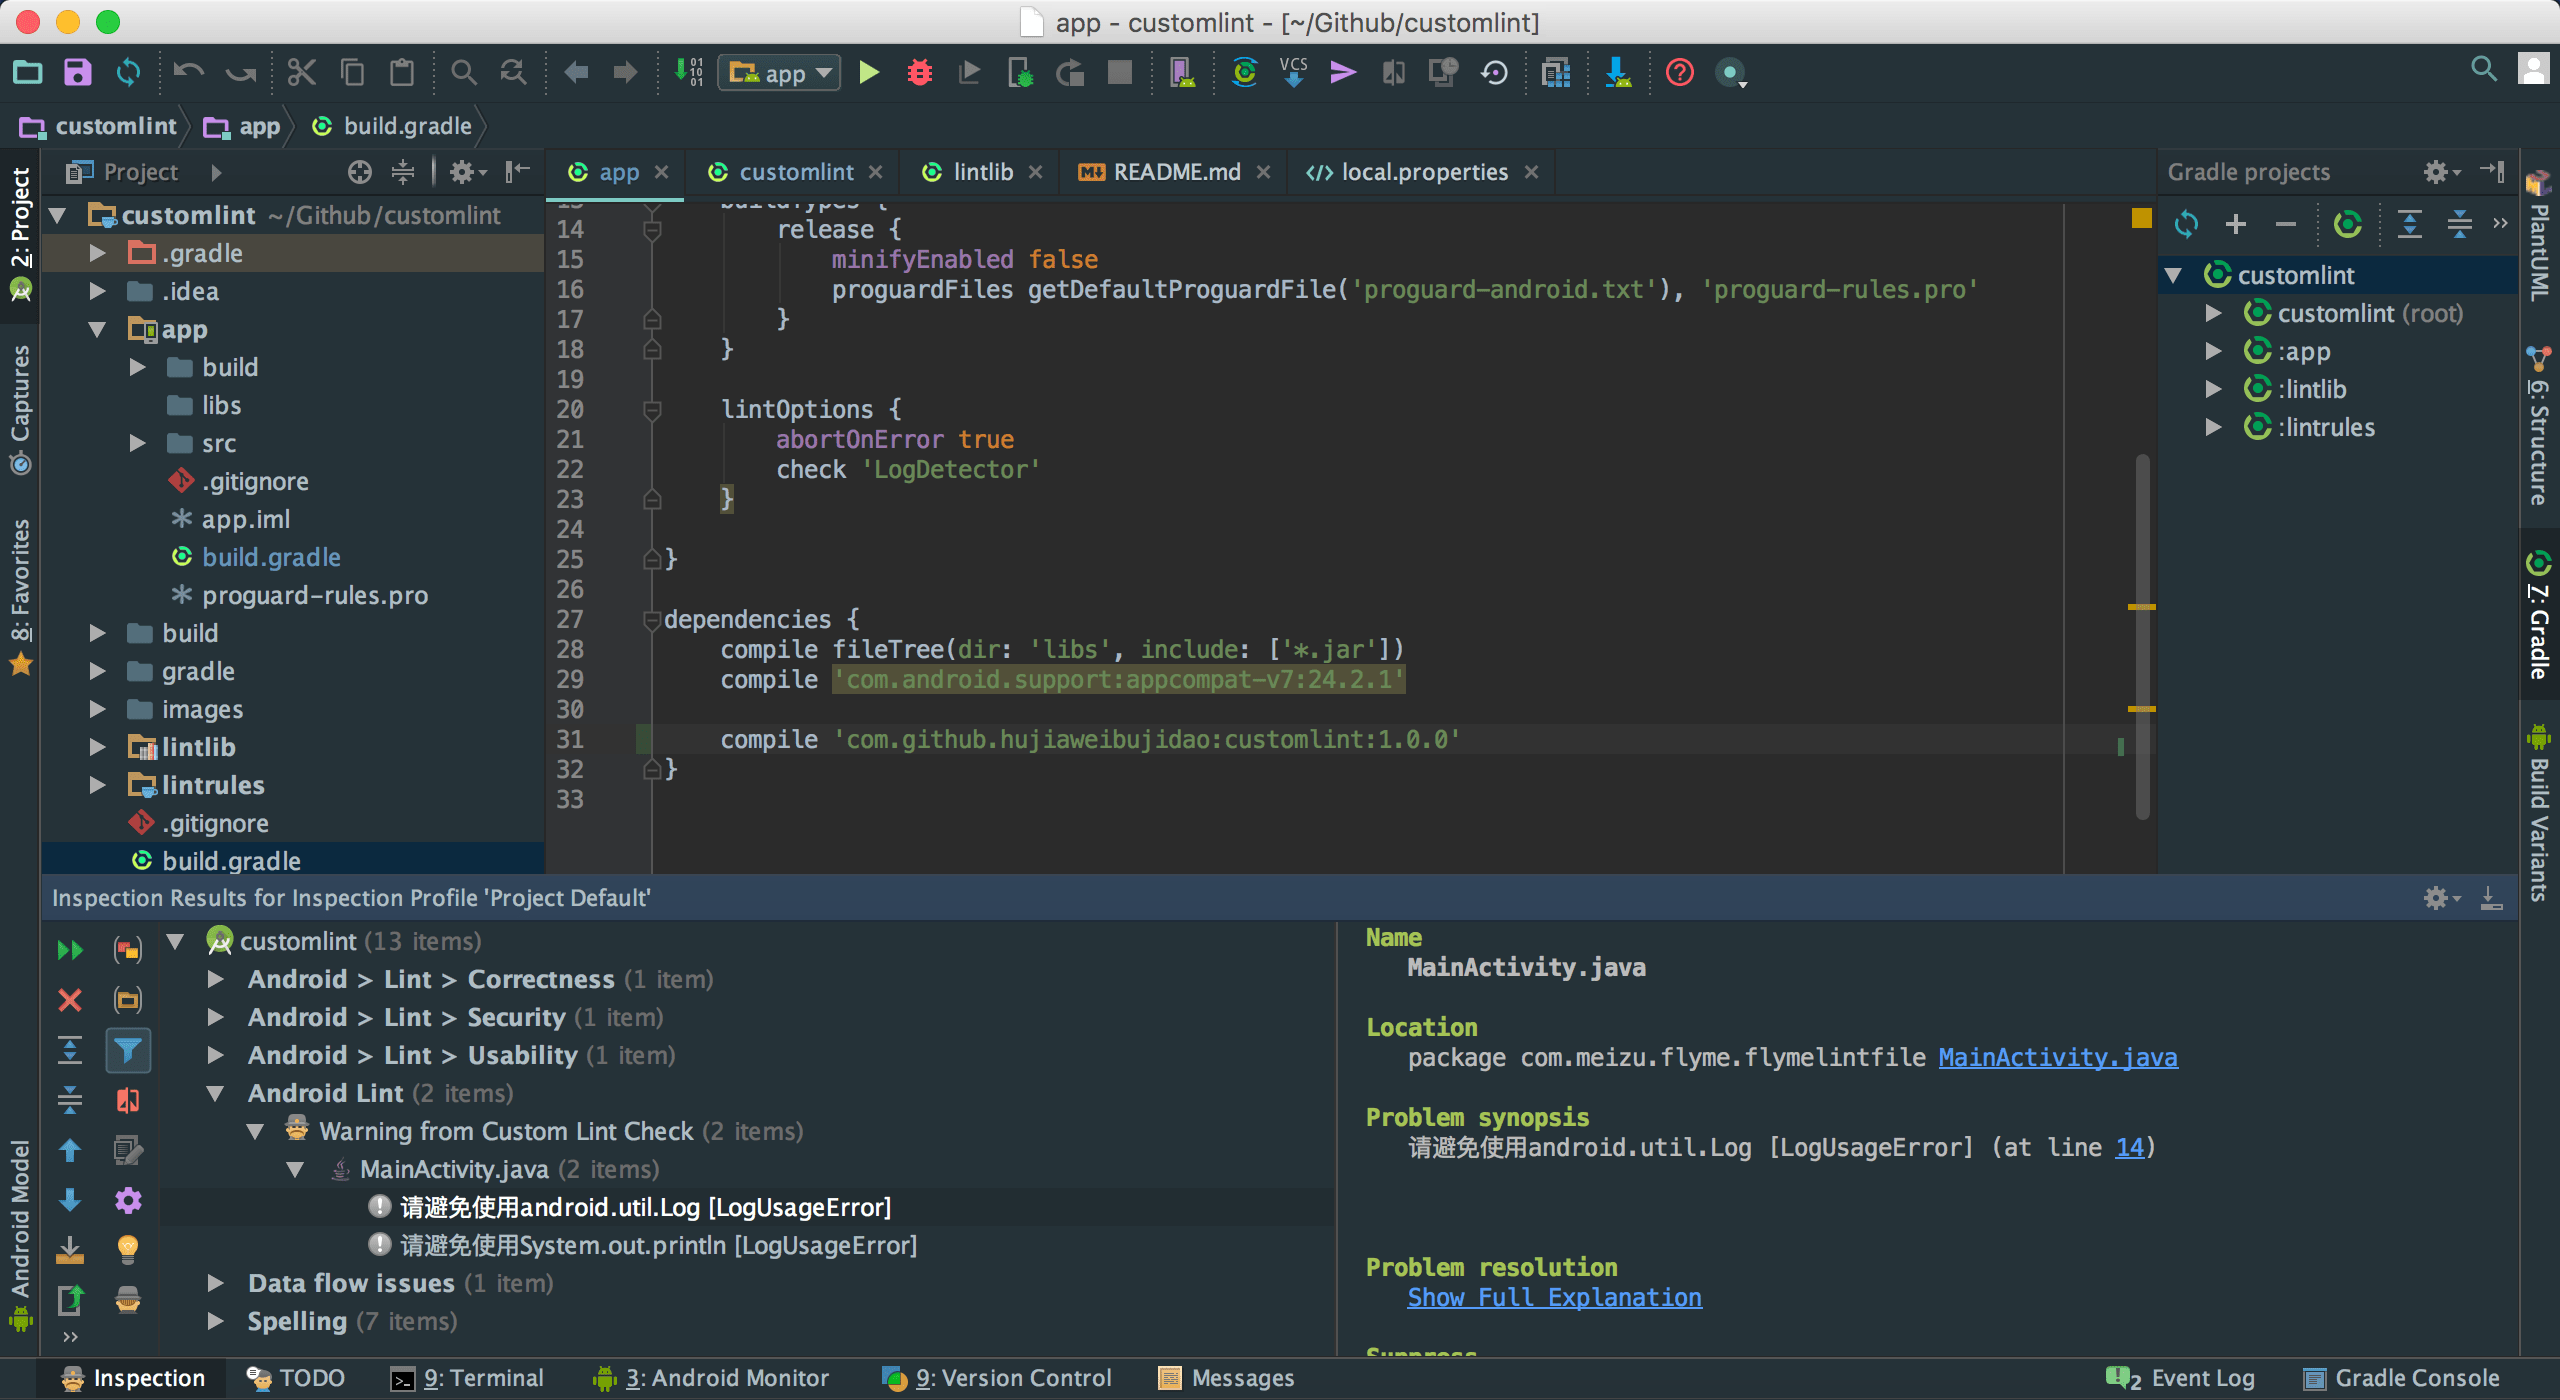 app - customlint - [~/Github/customlint]
app
VCS
customlint
app
build.gradle
Project
app
customlint
lintlib
README.md
local.properties
Gradle projects
2: Project
Captures
8: Favorites
Android Model
customlint ~/Github/customlint
.gradle
.idea
app
build
libs
src
.gitignore
app.iml
build.gradle
proguard-rules.pro
build
gradle
images
lintlib
lintrules
.gitignore
build.gradle
13 buildTypes {
14 release {
15 minifyEnabled false
16 proguardFiles getDefaultProguardFile('proguard-android.txt'), 'proguard-rules.pro'
17 }
18 }
19
20 lintOptions {
21 abortOnError true
22 check 'LogDetector'
23 }
24
25 }
26
27 dependencies {
28 compile fileTree(dir: 'libs', include: ['*.jar'])
29 compile 'com.android.support:appcompat-v7:24.2.1'
30
31 compile 'com.github.hujiaweibujidao:customlint:1.0.0'
32 }
33
customlint
customlint (root)
:app
:lintlib
:lintrules
PlantUML
6: Structure
7: Gradle
Build Variants
Inspection Results for Inspection Profile 'Project Default'
customlint (13 items)
Android > Lint > Correctness (1 item)
Android > Lint > Security (1 item)
Android > Lint > Usability (1 item)
Android Lint (2 items)
Warning from Custom Lint Check (2 items)
MainActivity.java (2 items)
请避免使用android.util.Log [LogUsageError]
请避免使用System.out.println [LogUsageError]
Data flow issues (1 item)
Spelling (7 items)
Name
MainActivity.java
Location
package com.meizu.flyme.flymelintfile MainActivity.java
Problem synopsis
请避免使用android.util.Log [LogUsageError] (at line 14)
Problem resolution
Show Full Explanation
Suppress
Inspection
TODO
9: Terminal
3: Android Monitor
9: Version Control
Messages
2 Event Log
Gradle Console